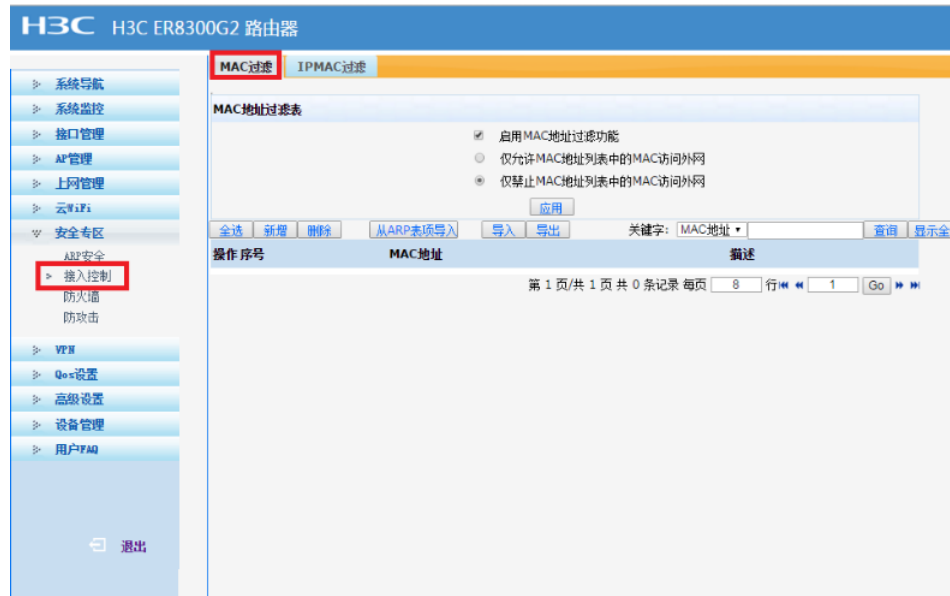 H3C H3C ER8300G2 路由器
MAC过滤 IPMAC过滤
系统导航
系统监控
接口管理
AP管理
上网管理
云WiFi
安全专区
ARP安全
接入控制
防火墙
防攻击
VPN
Qos设置
高级设置
设备管理
用户FAQ
退出
MAC地址过滤表
启用MAC地址过滤功能
仅允许MAC地址列表中的MAC访问外网
仅禁止MAC地址列表中的MAC访问外网
应用
全选 新增 删除 从ARP表项导入 导入 导出 关键字: MAC地址 查询 显示全
操作 序号 MAC地址 描述
第 1 页/共 1 页 共 0 条记录 每页 8 行 1 Go